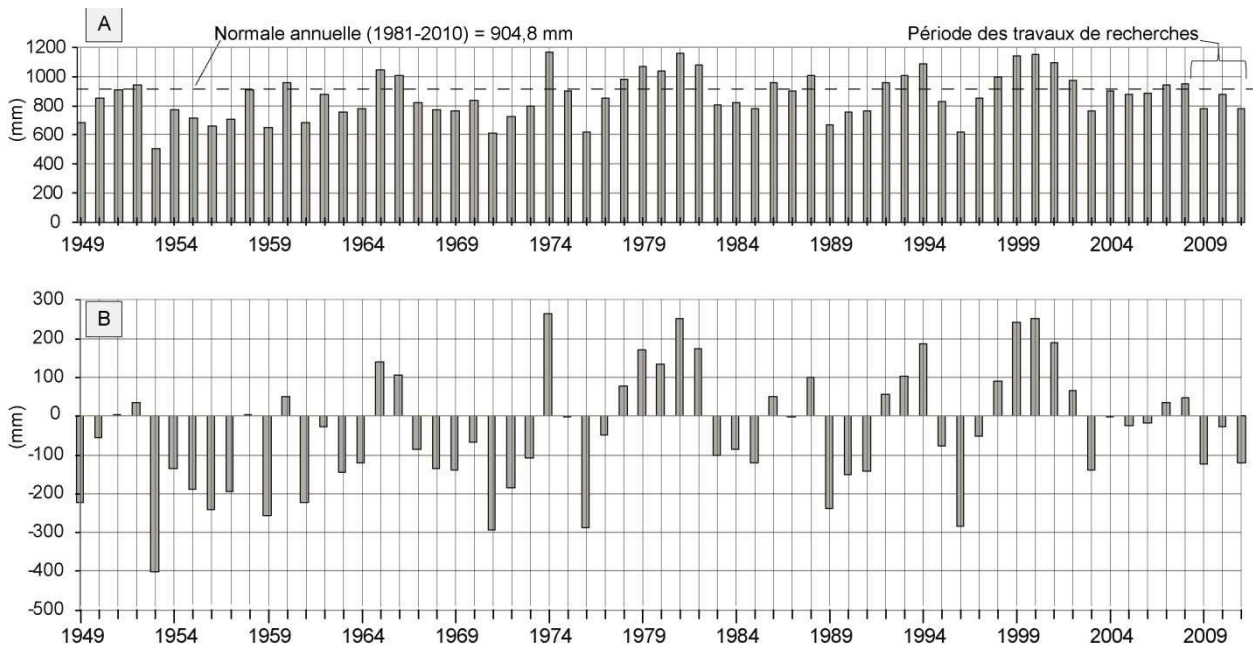 A
Normale annuelle (1981-2010) = 904,8 mm
Période des travaux de recherches
1200
1000
800
600
400
200
0
(mm)
1949 1954 1959 1964 1969 1974 1979 1984 1989 1994 1999 2004 2009
B
300
200
100
0
-100
-200
-300
-400
-500
(mm)
1949 1954 1959 1964 1969 1974 1979 1984 1989 1994 1999 2004 2009